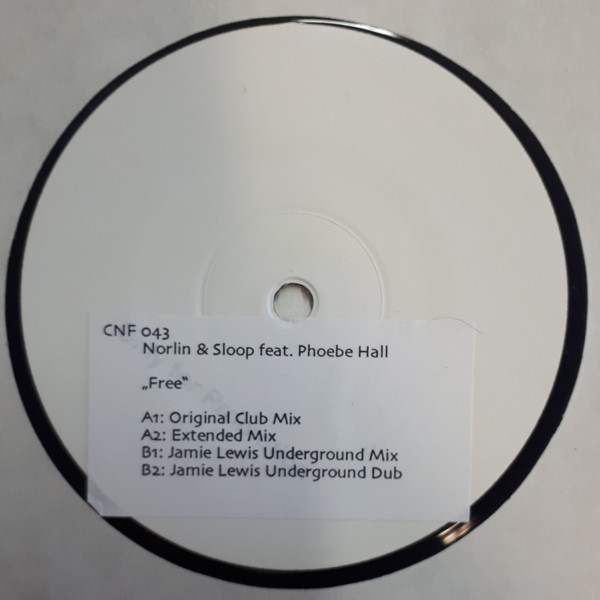 CNF 043
Norlin & Sloop feat. Phoebe Hall
„Free“
A1: Original Club Mix
A2: Extended Mix
B1: Jamie Lewis Underground Mix
B2: Jamie Lewis Underground Dub